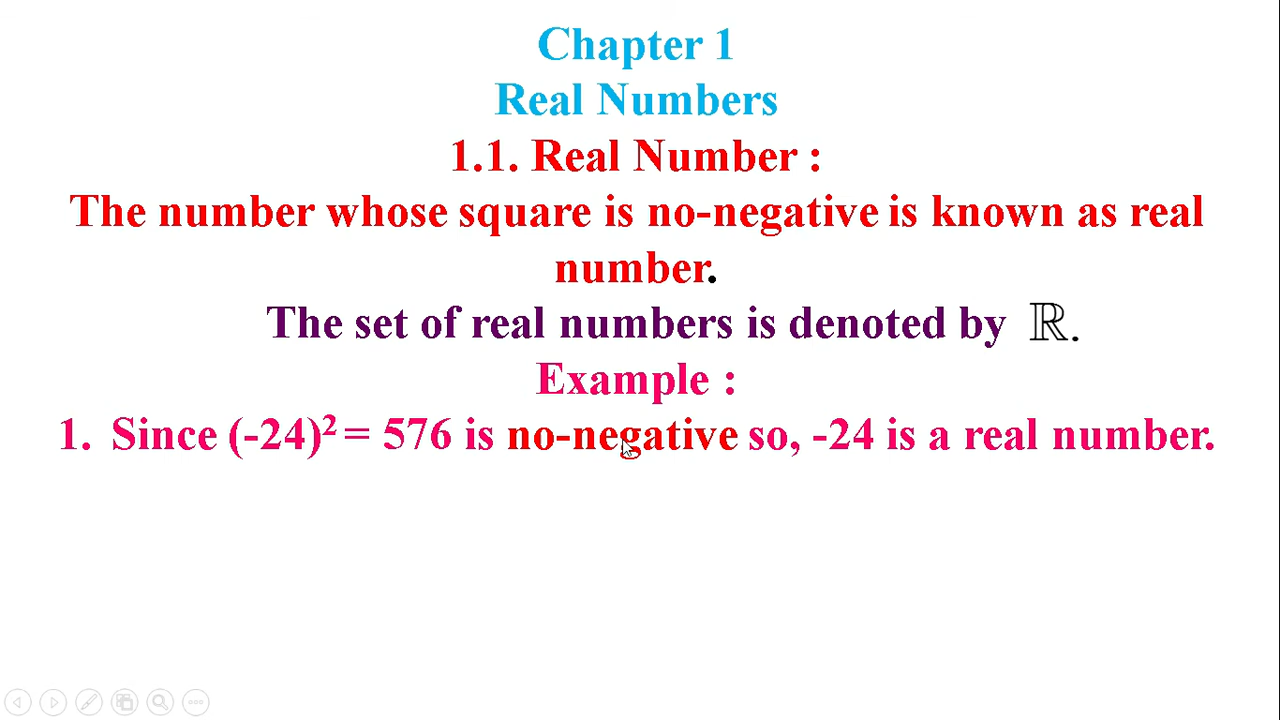 Chapter 1
Real Numbers
1.1. Real Number :
The number whose square is no-negative is known as real
number.
The set of real numbers is denoted by ℝ.
Example :
1. Since (-24)² = 576 is no-negative so, -24 is a real number.